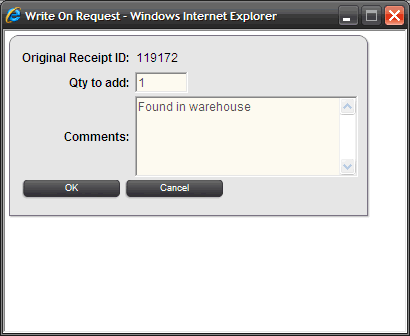 Write On Request - Windows Internet Explorer
Original Receipt ID: 119172
Qty to add: 1
Comments: Found in warehouse
OK Cancel